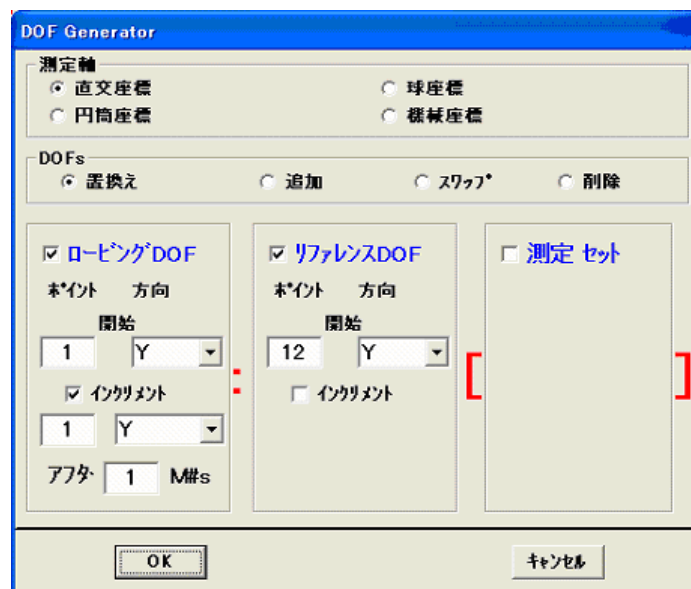 DOF Generator
測定軸
直交座標 球座標
円筒座標 機械座標
DOFs
置換え 追加 スワップ 削除
ローピングDOF リファレンスDOF 測定 セット
ポイント 方向 ポイント 方向
開始 開始
1 Y : 12 Y [ ]
インクリメント インクリメント
1 Y
アフター 1 M#s
OK キャンセル